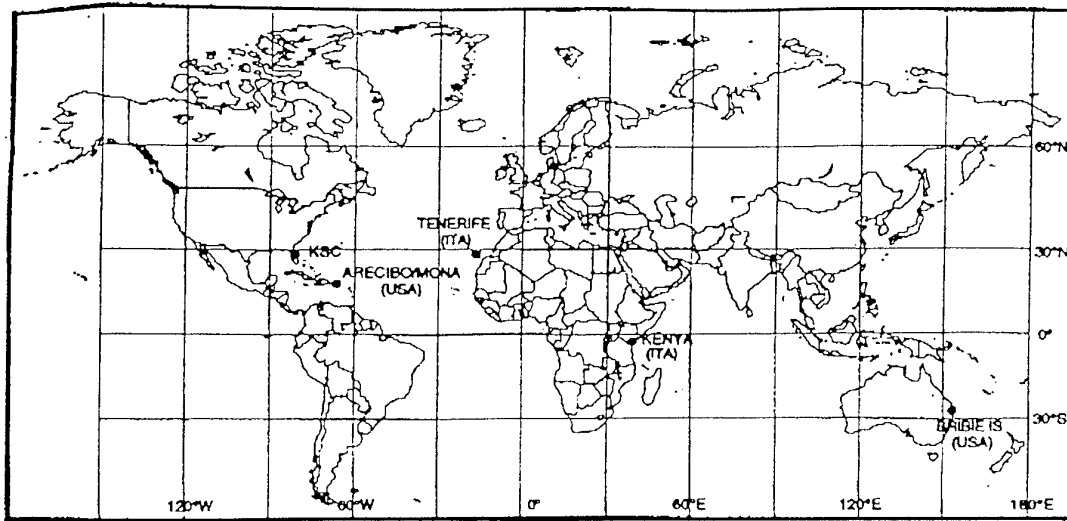 60°N
TENERIFE
(ITA)
KSC
30°N
ARECIBO/MONA
(USA)
0°
KENYA
(ITA)
BRIBIE IS
(USA)
30°S
120°W
60°W
0°
60°E
120°E
180°E